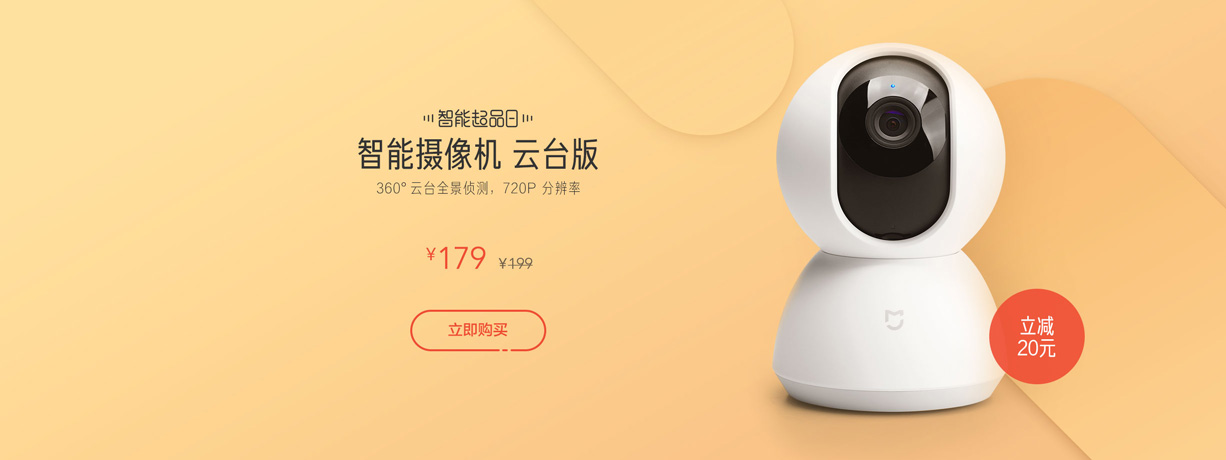 智能超品日
智能摄像机 云台版
360° 云台全景侦测，720P 分辨率
¥179 ¥199
立即购买
立减
20元